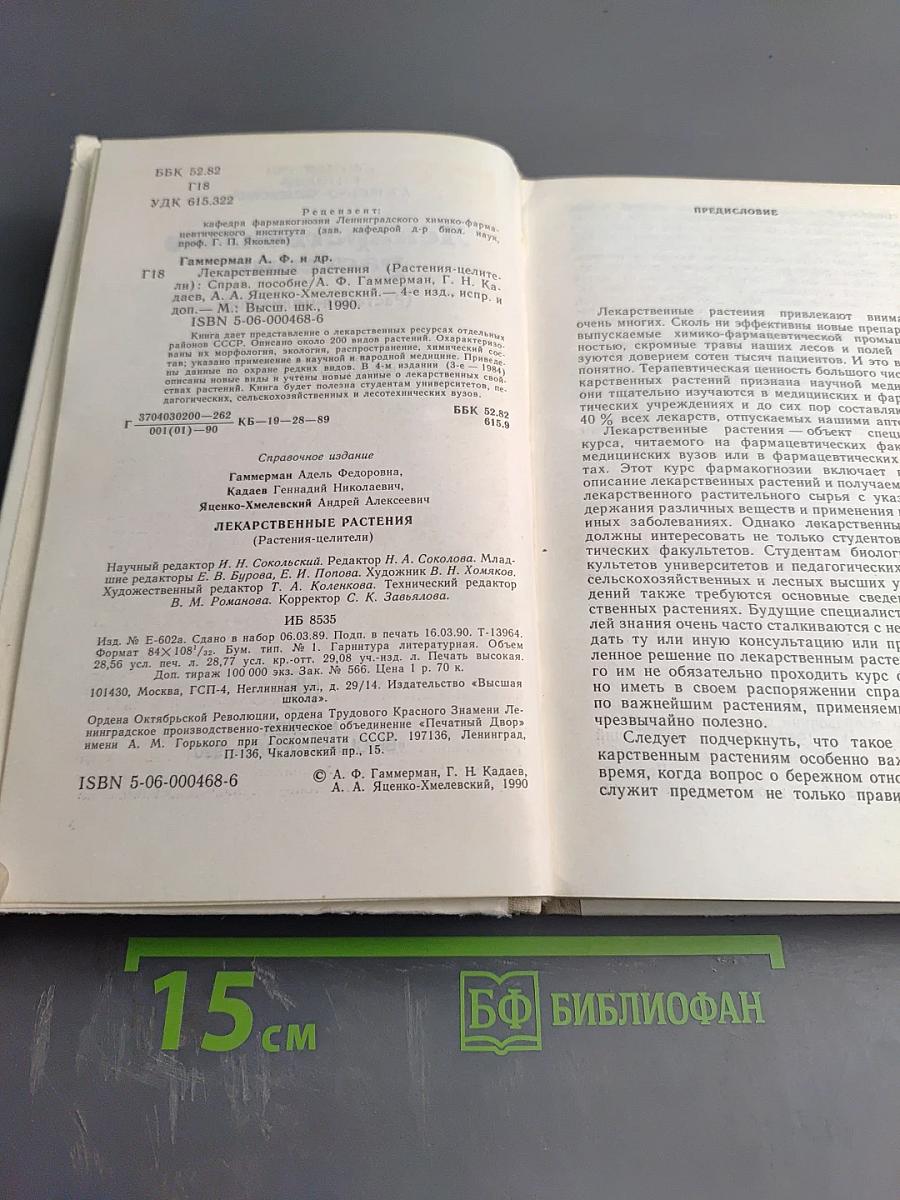 ББК 52.82
Г18
УДК 615.322
Рецензент:
кафедра фармакогнозии Ленинградского химико-фарма-
цевтического института (зав. кафедрой д-р биол. наук,
проф. Г. П. Яковлев)
Гаммерман А. Ф. и др.
Г18 Лекарственные растения (Растения-целите-
ли): Справ. пособие/А. Ф. Гаммерман, Г. Н. Ка-
даев, А. А. Яценко-Хмелевский.— 4-е изд., испр. и
доп.— М.: Высш. шк., 1990.
ISBN 5-06-000468-6
Книга дает представление о лекарственных ресурсах отдельных
районов СССР. Описано около 200 видов растений. Охарактеризо-
ваны их морфология, экология, распространение, химический сос-
тав; указано применение в научной и народной медицине. Приведе-
ны данные по охране редких видов. В 4-м издании (3-е — 1984)
описаны новые виды и учтены новые данные о лекарственных свой-
ствах растений. Книга будет полезна студентам университетов, пе-
дагогических, сельскохозяйственных и лесотехнических вузов.
Г 3704030200—262 / 001(01)—90 КБ—19—28—89
ББК 52.82
615.9
Справочное издание
Гаммерман Адель Федоровна,
Кадаев Геннадий Николаевич,
Яценко-Хмелевский Андрей Алексеевич
ЛЕКАРСТВЕННЫЕ РАСТЕНИЯ
(Растения-целители)
Научный редактор И. Н. Сокольский. Редактор Н. А. Соколова. Млад-
шие редакторы Е. В. Бурова, Е. И. Попова. Художник В. Н. Хомяков.
Художественный редактор Т. А. Коленкова. Технический редактор
В. М. Романова. Корректор С. К. Завьялова.
ИБ 8535
Изд. № Е-602а. Сдано в набор 06.03.89. Подп. в печать 16.03.90. Т-13964.
Формат 84×108¹/₃₂. Бум. тип. № 1. Гарнитура литературная. Объем
28,56 усл. печ. л. 28,77 усл. кр.-отт. 29,08 уч.-изд. л. Печать высокая.
Доп. тираж 100 000 экз. Зак. № 566. Цена 1 р. 70 к.
101430, Москва, ГСП-4, Неглинная ул., д. 29/14. Издательство «Высшая
школа».
Ордена Октябрьской Революции, ордена Трудового Красного Знамени Ле-
нинградское производственно-техническое объединение «Печатный Двор»
имени А. М. Горького при Госкомпечати СССР. 197136, Ленинград,
П-136, Чкаловский пр., 15.
ISBN 5-06-000468-6
© А. Ф. Гаммерман, Г. Н. Кадаев,
А. А. Яценко-Хмелевский, 1990
ПРЕДИСЛОВИЕ
Лекарственные растения привлекают внима
очень многих. Сколь ни эффективны новые препар
выпускаемые химико-фармацевтической промыш
ностью, скромные травы наших лесов и полей
зуются доверием сотен тысяч пациентов. И это в
понятно. Терапевтическая ценность большого чис
карственных растений признана научной меди
они тщательно изучаются в медицинских и фар
тических учреждениях и до сих пор составляю
40 % всех лекарств, отпускаемых нашими апте
Лекарственные растения — объект спец
курса, читаемого на фармацевтических фак
медицинских вузов или в фармацевтических
тах. Этот курс фармакогнозии включает
описание лекарственных растений и получаем
лекарственного растительного сырья с указ
держания различных веществ и применения
иных заболеваниях. Однако лекарственны
должны интересовать не только студентов
тических факультетов. Студентам биолог
культетов университетов и педагогических
сельскохозяйственных и лесных высших у
дений также требуются основные сведе
ственных растениях. Будущие специалист
лей знания очень часто сталкиваются с не
дать ту или иную консультацию или пр
ленное решение по лекарственным расте
го им не обязательно проходить курс ф
но иметь в своем распоряжении спра
по важнейшим растениям, применяем
чрезвычайно полезно.
Следует подчеркнуть, что такое
карственным растениям особенно ва
время, когда вопрос о бережном отно
служит предметом не только прави
15 см
БФ БИБЛИОФАН